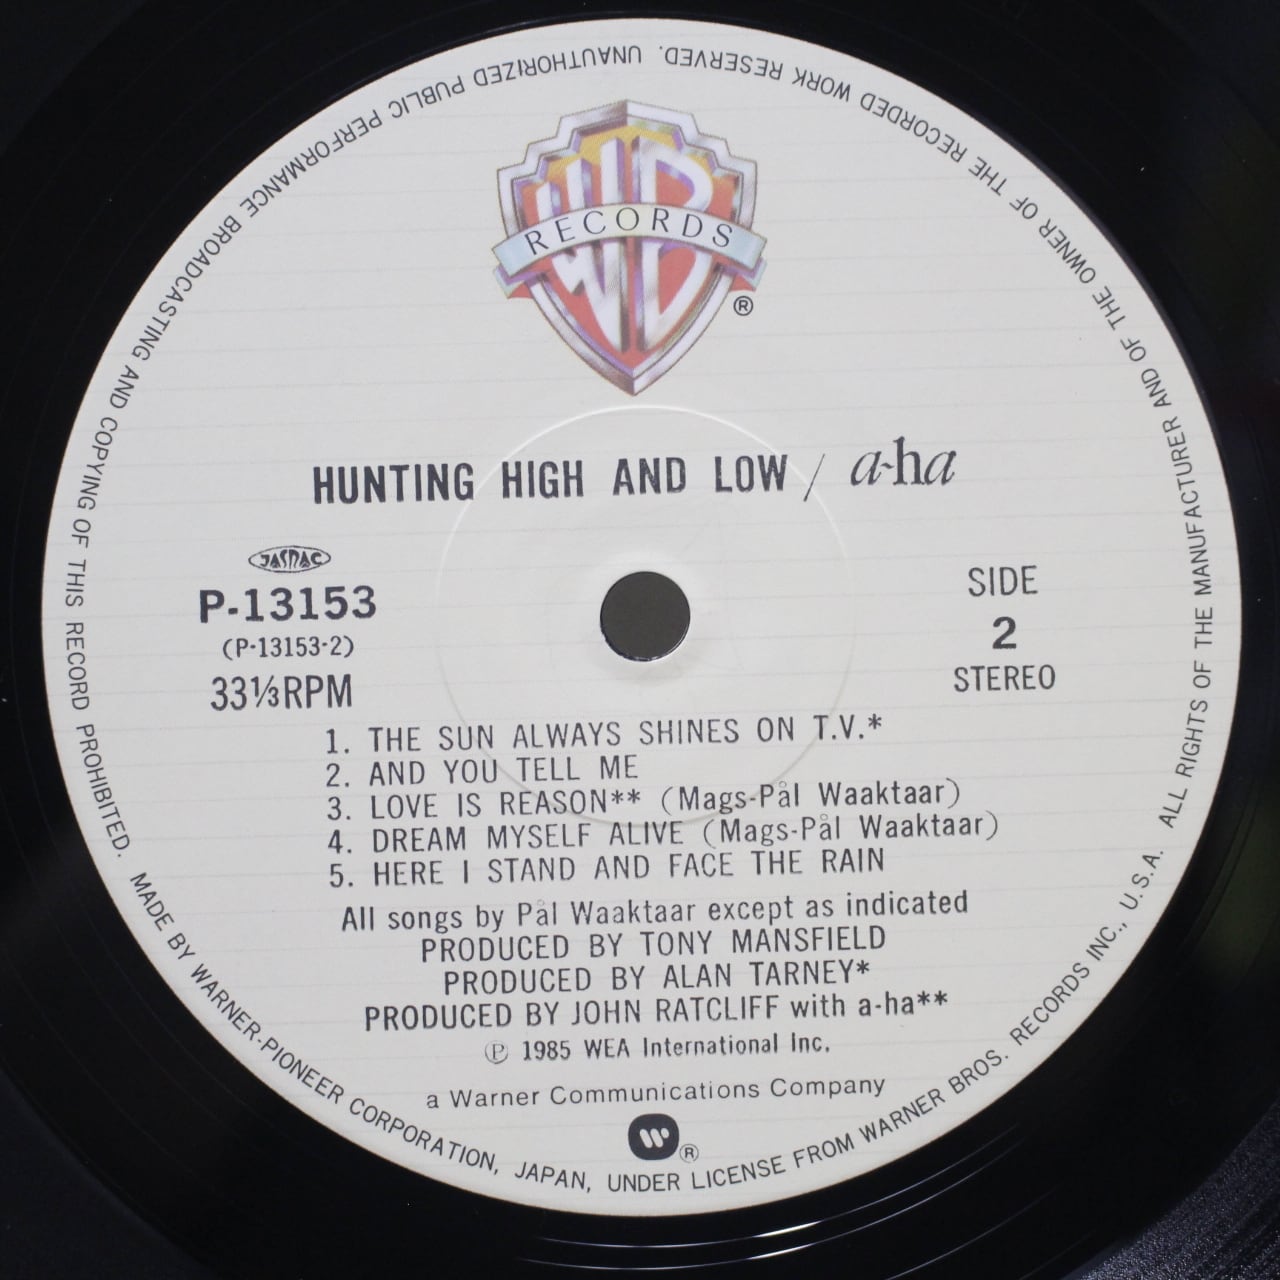 WB
RECORDS
®
HUNTING HIGH AND LOW / a-ha
JASRAC
P-13153
(P-13153-2)
33⅓RPM
SIDE
2
STEREO
1. THE SUN ALWAYS SHINES ON T.V.*
2. AND YOU TELL ME
3. LOVE IS REASON** (Mags-Pål Waaktaar)
4. DREAM MYSELF ALIVE (Mags-Pål Waaktaar)
5. HERE I STAND AND FACE THE RAIN
All songs by Pål Waaktaar except as indicated
PRODUCED BY TONY MANSFIELD
PRODUCED BY ALAN TARNEY*
PRODUCED BY JOHN RATCLIFF with a-ha**
Ⓟ 1985 WEA International Inc.
a Warner Communications Company
®
MADE BY WARNER-PIONEER CORPORATION, JAPAN, UNDER LICENSE FROM WARNER BROS. RECORDS INC., U.S.A. ALL RIGHTS OF THE MANUFACTURER AND OF THE OWNER OF THE RECORDED WORK RESERVED. UNAUTHORIZED PUBLIC PERFORMANCE BROADCASTING AND COPYING OF THIS RECORD PROHIBITED.